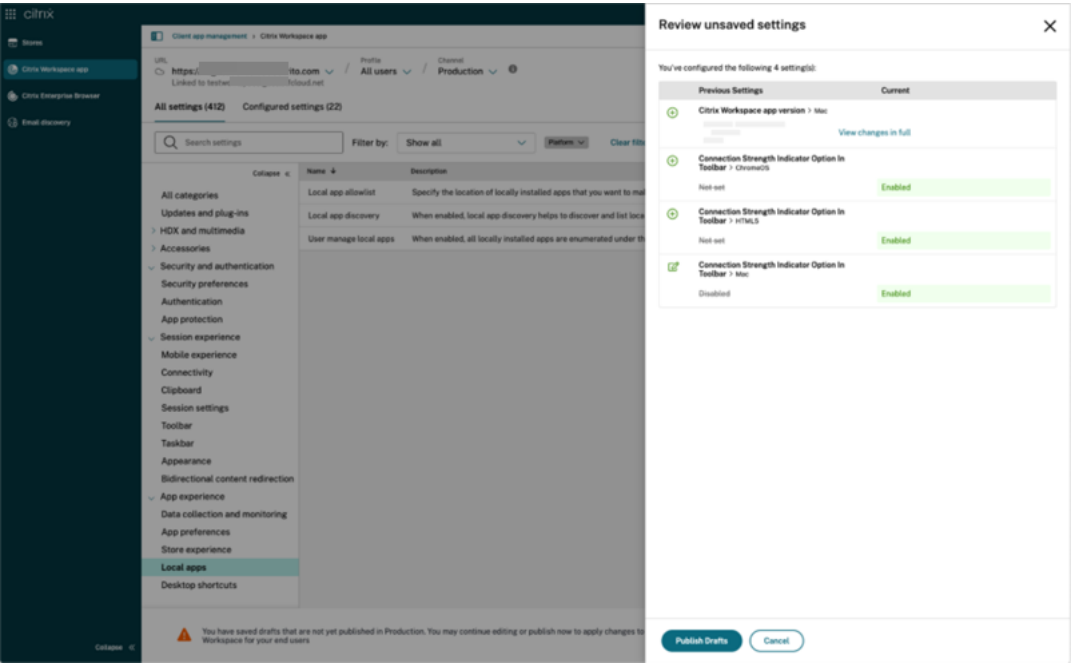 citrix
Stores
Citrix Workspace app
Citrix Enterprise Browser
Email discovery
Collapse
Client app management > Citrix Workspace app
URL
https:/
ito.com
Linked to
cloud.net
/
Profile
All users
/
Channel
Production
All settings (412)
Configured settings (22)
Search settings
Filter by:
Show all
Platform
Clear filte
Collapse
All categories
Updates and plug-ins
HDX and multimedia
Accessories
Security and authentication
Security preferences
Authentication
App protection
Session experience
Mobile experience
Connectivity
Clipboard
Session settings
Toolbar
Taskbar
Appearance
Bidirectional content redirection
App experience
Data collection and monitoring
App preferences
Store experience
Local apps
Desktop shortcuts
Name
Description
Local app allowlist
Specify the location of locally installed apps that you want to mak
Local app discovery
When enabled, local app discovery helps to discover and list loca
User manage local apps
When enabled, all locally installed apps are enumerated under th
You have saved drafts that are not yet published in Production. You may continue editing or publish now to apply changes to
Workspace for your end users
Review unsaved settings
You've configured the following 4 setting(s):
Previous Settings
Current
Citrix Workspace app version > Mac
View changes in full
Connection Strength Indicator Option In
Toolbar > ChromeOS
Not set
Enabled
Connection Strength Indicator Option In
Toolbar > HTML5
Not set
Enabled
Connection Strength Indicator Option In
Toolbar > Mac
Disabled
Enabled
Publish Drafts
Cancel